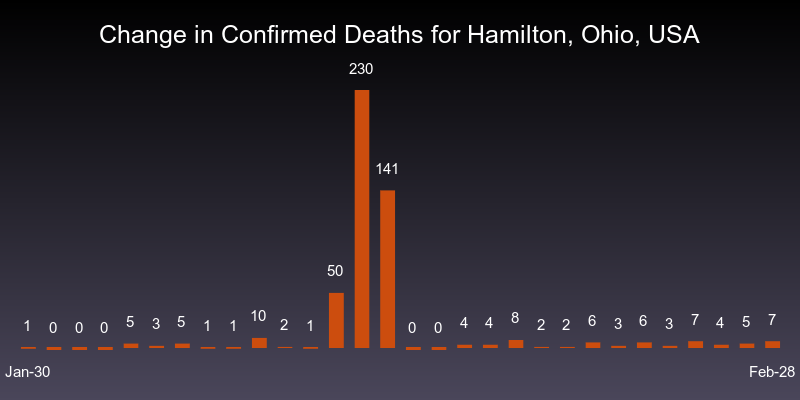 Change in Confirmed Deaths for Hamilton, Ohio, USA
1 0 0 0 5 3 5 1 1 10 2 1 50 230 141 0 0 4 4 8 2 2 6 3 6 3 7 4 5 7
Jan-30 Feb-28